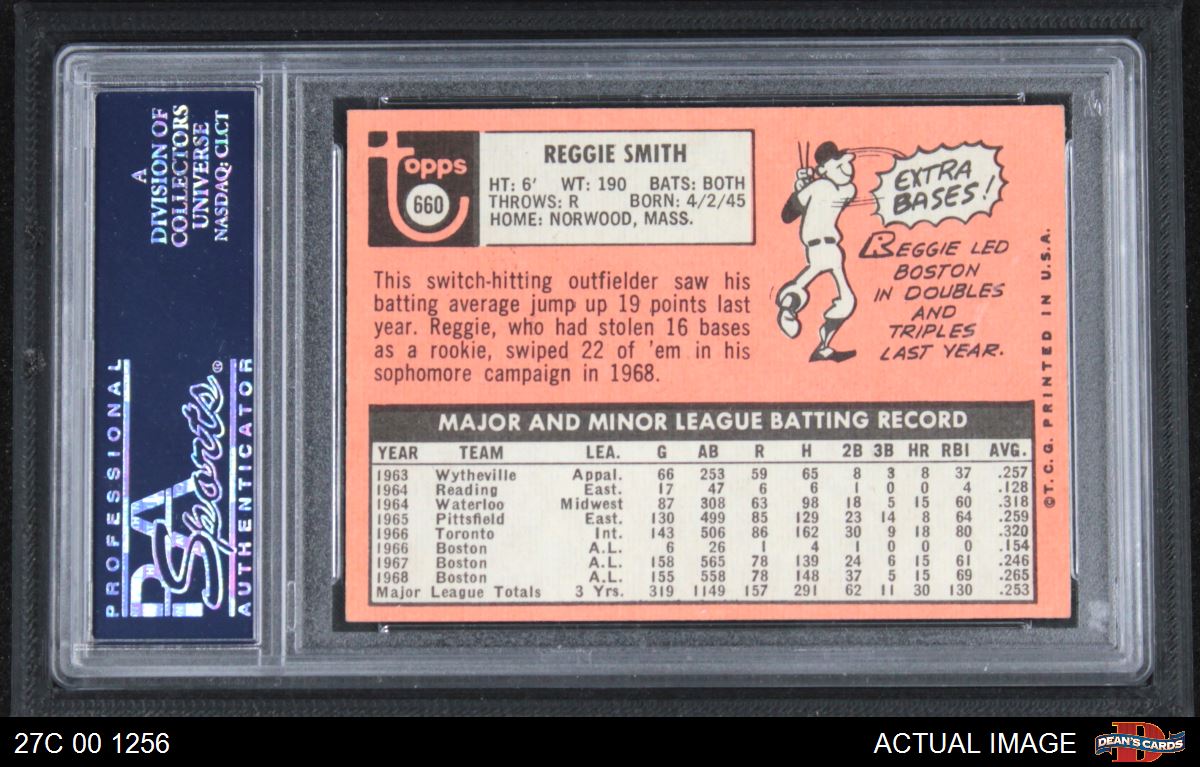 A
DIVISION OF
COLLECTORS
UNIVERSE
NASDAQ: CLCT
PROFESSIONAL
PSA
Sports®
AUTHENTICATOR
Topps
660
REGGIE SMITH
HT: 6' WT: 190 BATS: BOTH
THROWS: R BORN: 4/2/45
HOME: NORWOOD, MASS.
This switch-hitting outfielder saw his
batting average jump up 19 points last
year. Reggie, who had stolen 16 bases
as a rookie, swiped 22 of 'em in his
sophomore campaign in 1968.
EXTRA
BASES!
REGGIE LED
BOSTON
IN DOUBLES
AND
TRIPLES
LAST YEAR.
©T.C.G. PRINTED IN U.S.A.
MAJOR AND MINOR LEAGUE BATTING RECORD
YEAR TEAM LEA. G AB R H 2B 3B HR RBI AVG.
1963 Wytheville Appal. 66 253 59 65 8 3 8 37 .257
1964 Reading East. 17 47 6 6 1 0 0 4 .128
1964 Waterloo Midwest 87 308 63 98 18 5 15 60 .318
1965 Pittsfield East. 130 499 85 129 23 14 8 64 .259
1966 Toronto Int. 143 506 86 162 30 9 18 80 .320
1966 Boston A.L. 6 26 1 4 1 0 0 0 .154
1967 Boston A.L. 158 565 78 139 24 6 15 61 .246
1968 Boston A.L. 155 558 78 148 37 5 15 69 .265
Major League Totals 3 Yrs. 319 1149 157 291 62 11 30 130 .253
27C 00 1256
ACTUAL IMAGE
DEAN'S CARDS